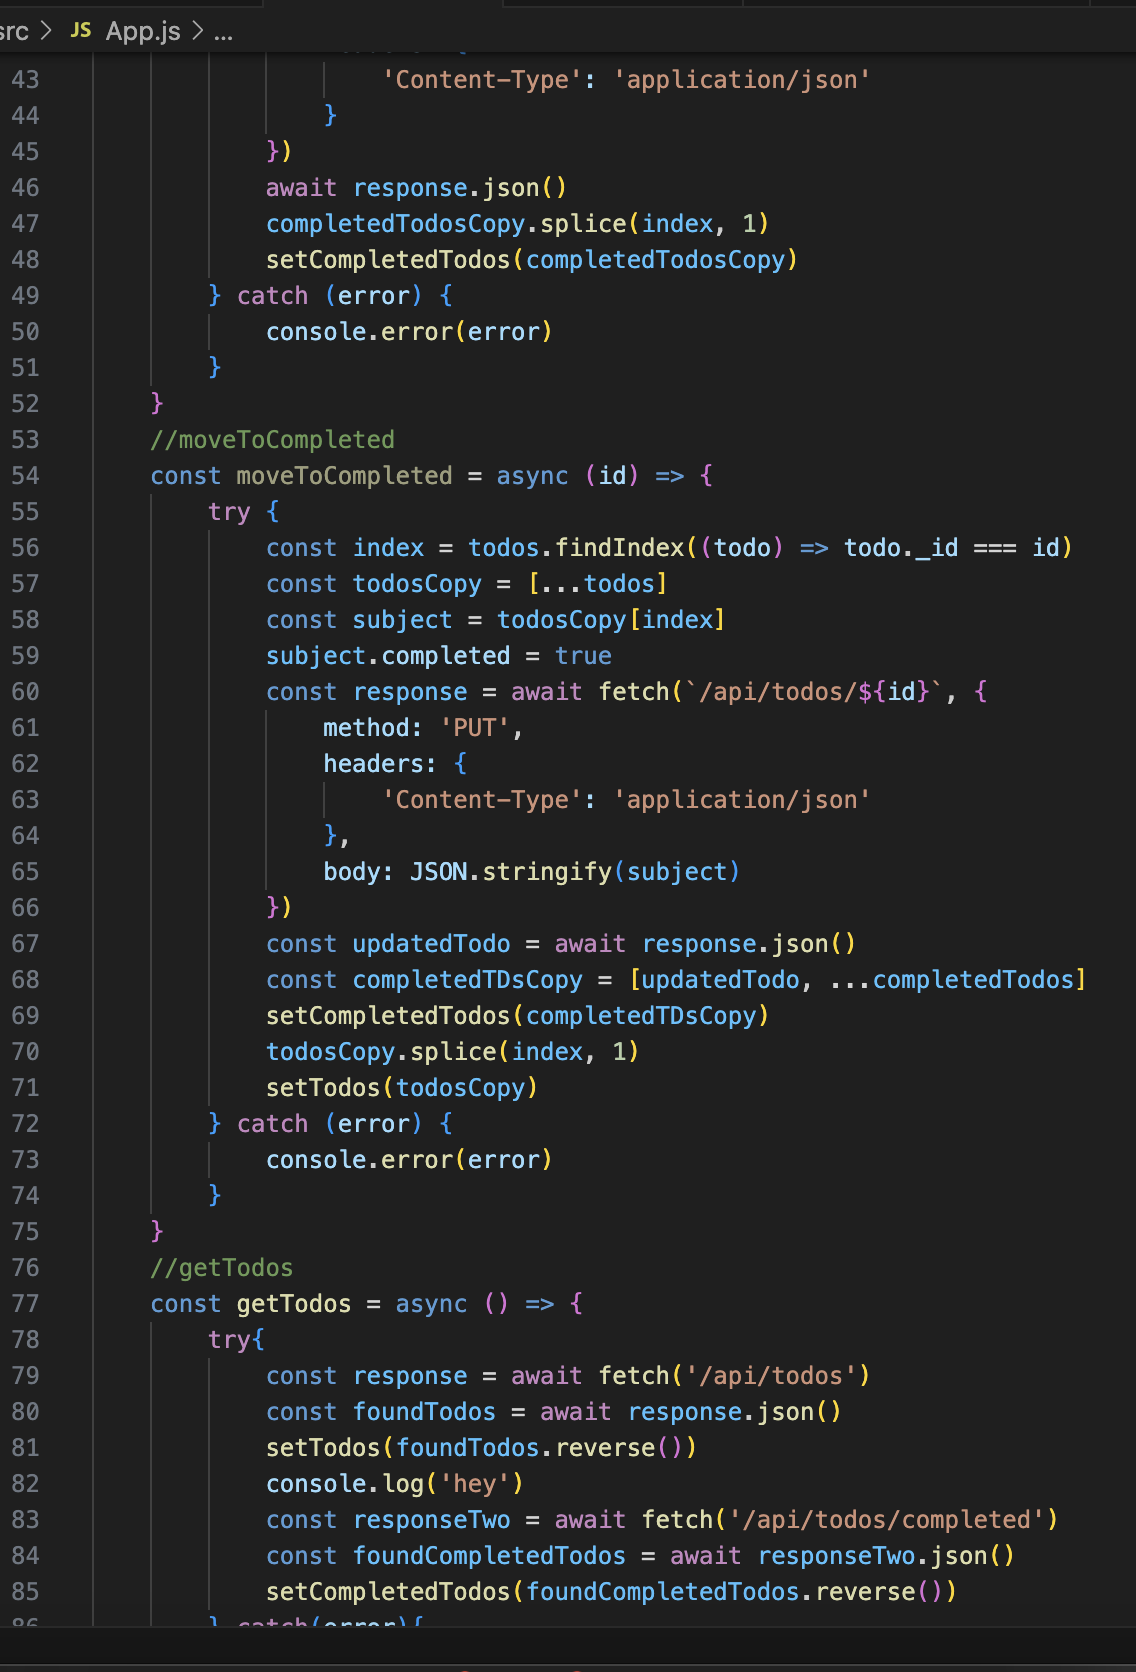 src > JS App.js > ...
43 'Content-Type': 'application/json'
44 }
45 })
46 await response.json()
47 completedTodosCopy.splice(index, 1)
48 setCompletedTodos(completedTodosCopy)
49 } catch (error) {
50 console.error(error)
51 }
52 }
53 //moveToCompleted
54 const moveToCompleted = async (id) => {
55 try {
56 const index = todos.findIndex((todo) => todo._id === id)
57 const todosCopy = [...todos]
58 const subject = todosCopy[index]
59 subject.completed = true
60 const response = await fetch(`/api/todos/${id}`, {
61 method: 'PUT',
62 headers: {
63 'Content-Type': 'application/json'
64 },
65 body: JSON.stringify(subject)
66 })
67 const updatedTodo = await response.json()
68 const completedTDsCopy = [updatedTodo, ...completedTodos]
69 setCompletedTodos(completedTDsCopy)
70 todosCopy.splice(index, 1)
71 setTodos(todosCopy)
72 } catch (error) {
73 console.error(error)
74 }
75 }
76 //getTodos
77 const getTodos = async () => {
78 try{
79 const response = await fetch('/api/todos')
80 const foundTodos = await response.json()
81 setTodos(foundTodos.reverse())
82 console.log('hey')
83 const responseTwo = await fetch('/api/todos/completed')
84 const foundCompletedTodos = await responseTwo.json()
85 setCompletedTodos(foundCompletedTodos.reverse())
86 } catch(error){